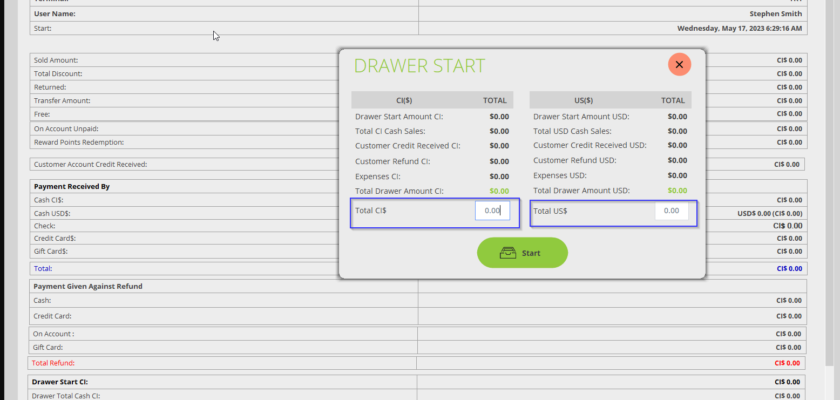 User Name: Stephen Smith
Start: Wednesday, May 17, 2023 6:29:16 AM
Sold Amount: CI$ 0.00
Total Discount: CI$ 0.00
Returned: CI$ 0.00
Transfer Amount: CI$ 0.00
Free: CI$ 0.00
On Account Unpaid: CI$ 0.00
Reward Points Redemption: CI$ 0.00
Customer Account Credit Received: CI$ 0.00
Payment Received By
Cash CI$: CI$ 0.00
Cash USD$: USD$ 0.00 (CI$ 0.00)
Check: CI$ 0.00
Credit Card$: CI$ 0.00
Gift Card$: CI$ 0.00
Total: CI$ 0.00
Payment Given Against Refund
Cash: CI$ 0.00
Credit Card: CI$ 0.00
On Account : CI$ 0.00
Gift Card: CI$ 0.00
Total Refund: CI$ 0.00
Drawer Start CI: CI$ 0.00
Drawer Total Cash CI: CI$ 0.00
DRAWER START
CI($) TOTAL
Drawer Start Amount CI: $0.00
Total CI Cash Sales: $0.00
Customer Credit Received CI: $0.00
Customer Refund CI: $0.00
Expenses CI: $0.00
Total Drawer Amount CI: $0.00
Total CI$ 0.00
US($) TOTAL
Drawer Start Amount USD: $0.00
Total USD Cash Sales: $0.00
Customer Credit Received USD: $0.00
Customer Refund USD: $0.00
Expenses USD: $0.00
Total Drawer Amount USD: $0.00
Total US$ 0.00
Start